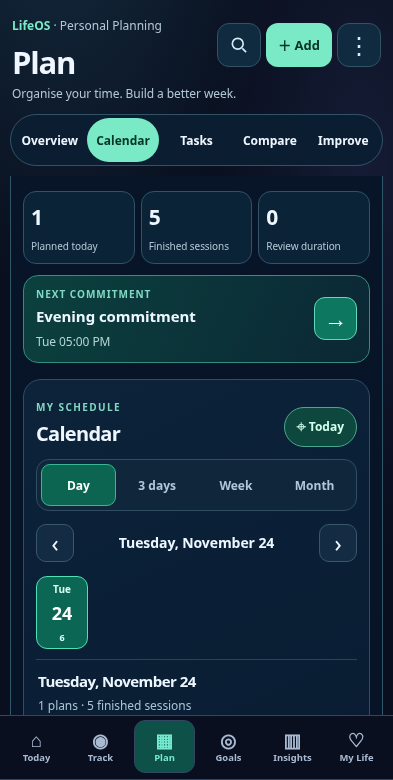 LifeOS · Personal Planning
Plan
+ Add
Organise your time. Build a better week.
Overview Calendar Tasks Compare Improve
1 5 0
Planned today Finished sessions Review duration
NEXT COMMITMENT
Evening commitment
Tue 05:00 PM
→
MY SCHEDULE
Calendar
⌖ Today
Day 3 days Week Month
‹ Tuesday, November 24 ›
Tue
24
6
Tuesday, November 24
1 plans · 5 finished sessions
Today Track Plan Goals Insights My Life